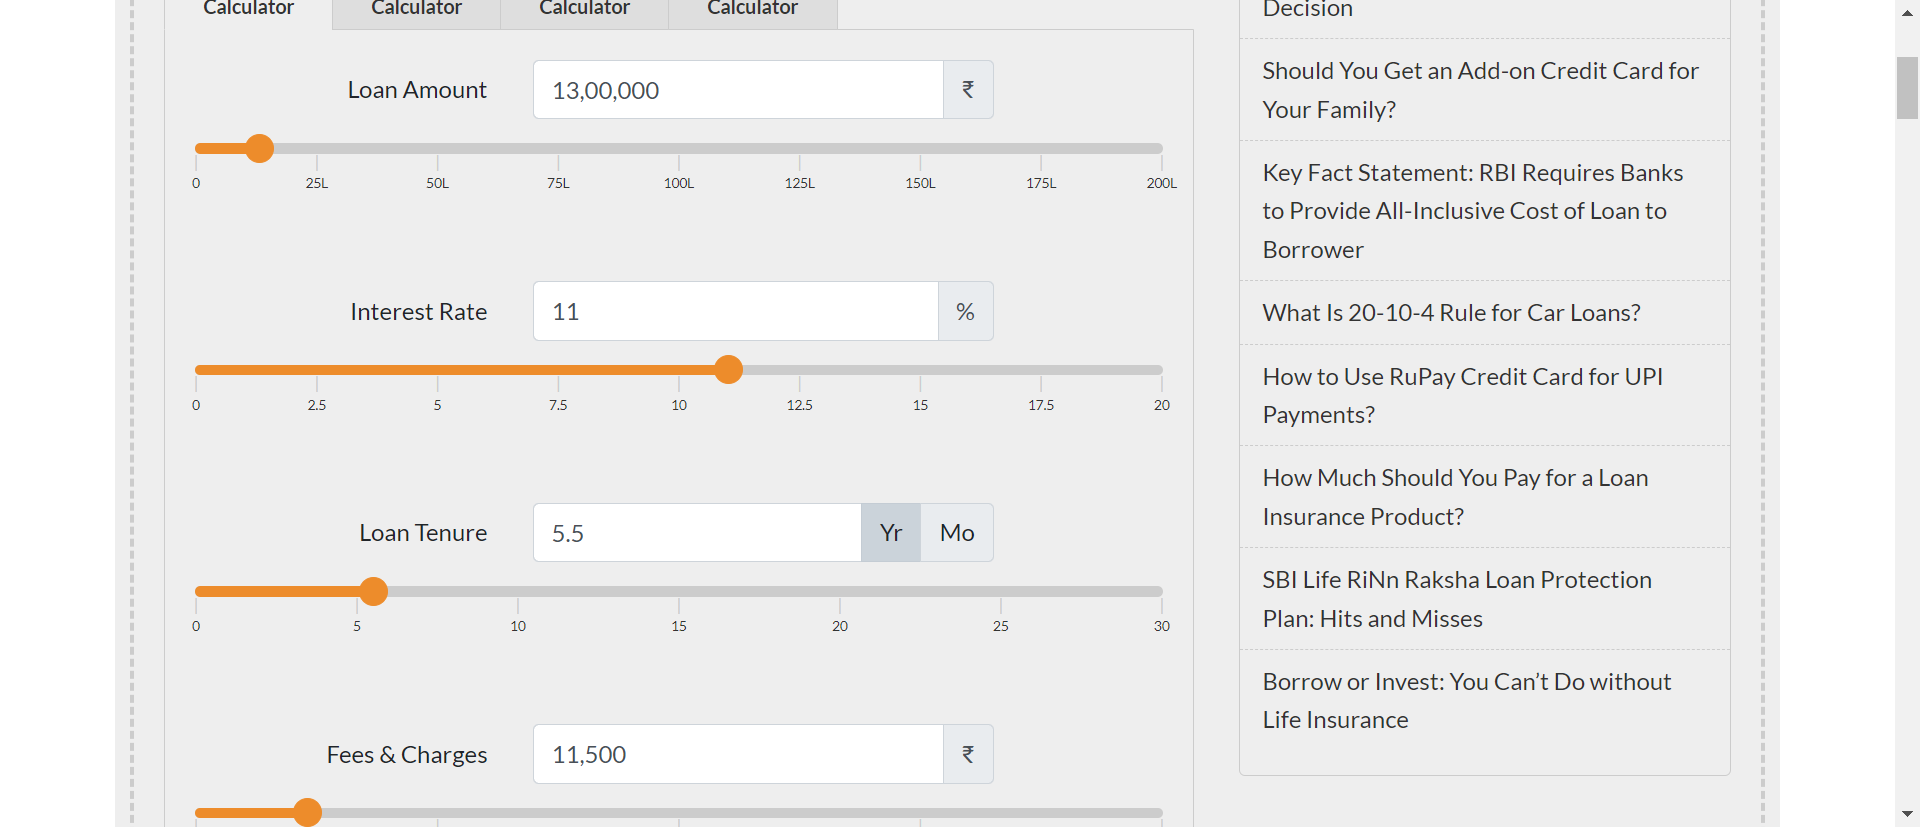 Calculator
Calculator
Calculator
Calculator
Loan Amount
13,00,000
₹
0
25L
50L
75L
100L
125L
150L
175L
200L
Interest Rate
11
%
0
2.5
5
7.5
10
12.5
15
17.5
20
Loan Tenure
5.5
Yr
Mo
0
5
10
15
20
25
30
Fees & Charges
11,500
₹
Decision
Should You Get an Add-on Credit Card for
Your Family?
Key Fact Statement: RBI Requires Banks
to Provide All-Inclusive Cost of Loan to
Borrower
What Is 20-10-4 Rule for Car Loans?
How to Use RuPay Credit Card for UPI
Payments?
How Much Should You Pay for a Loan
Insurance Product?
SBI Life RiNn Raksha Loan Protection
Plan: Hits and Misses
Borrow or Invest: You Can’t Do without
Life Insurance